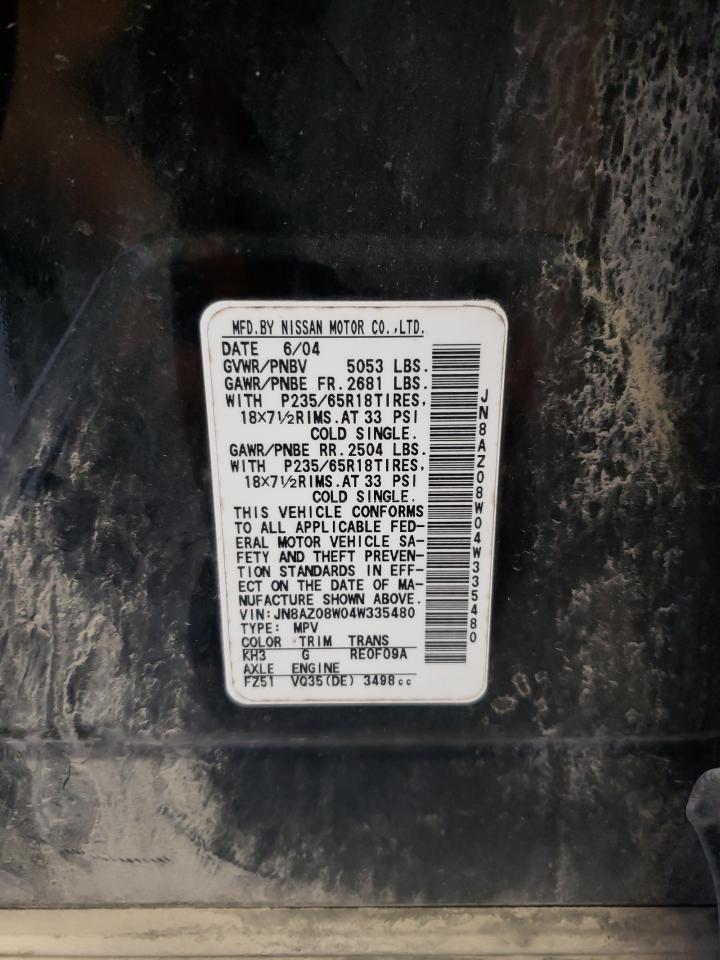 MFD.BY NISSAN MOTOR CO.,LTD.
DATE 6/04
GVWR/PNBV 5053 LBS.
GAWR/PNBE FR. 2681 LBS.
WITH P235/65R18TIRES,
18×7½RIMS.AT 33 PSI
COLD SINGLE.
GAWR/PNBE RR. 2504 LBS.
WITH P235/65R18TIRES,
18×7½RIMS.AT 33 PSI
COLD SINGLE.
THIS VEHICLE CONFORMS
TO ALL APPLICABLE FED-
ERAL MOTOR VEHICLE SA-
FETY AND THEFT PREVEN-
TION STANDARDS IN EFF-
ECT ON THE DATE OF MA-
NUFACTURE SHOWN ABOVE.
VIN:JN8AZ08W04W335480
TYPE: MPV
COLOR TRIM TRANS
KH3 G RE0F09A
AXLE ENGINE
FZ51 VQ35(DE) 3498cc
JN8AZ08W04W335480